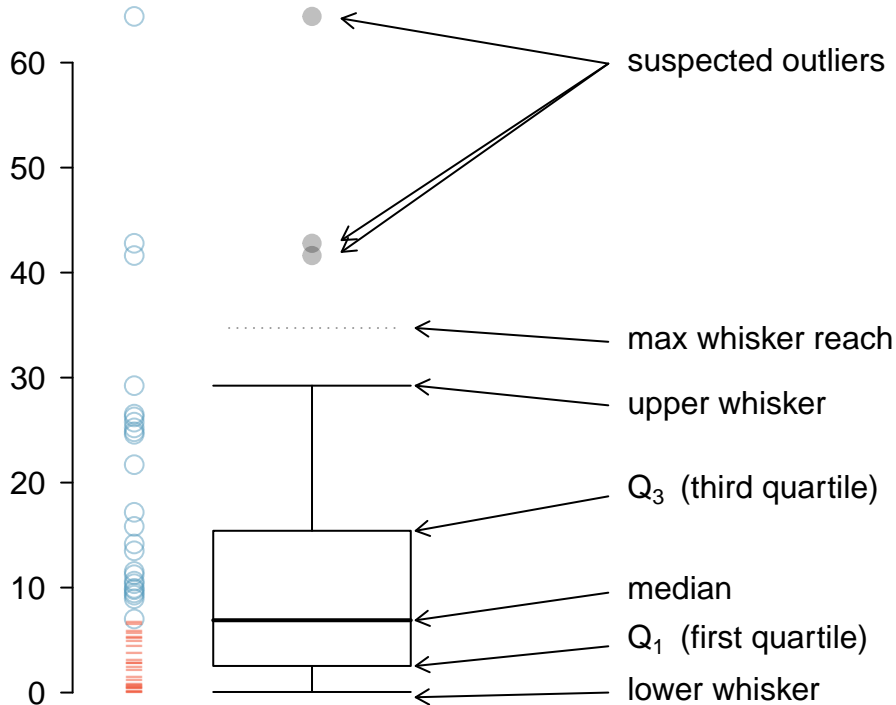 60
50
40
30
20
10
0
suspected outliers
max whisker reach
upper whisker
Q₃ (third quartile)
median
Q₁ (first quartile)
lower whisker